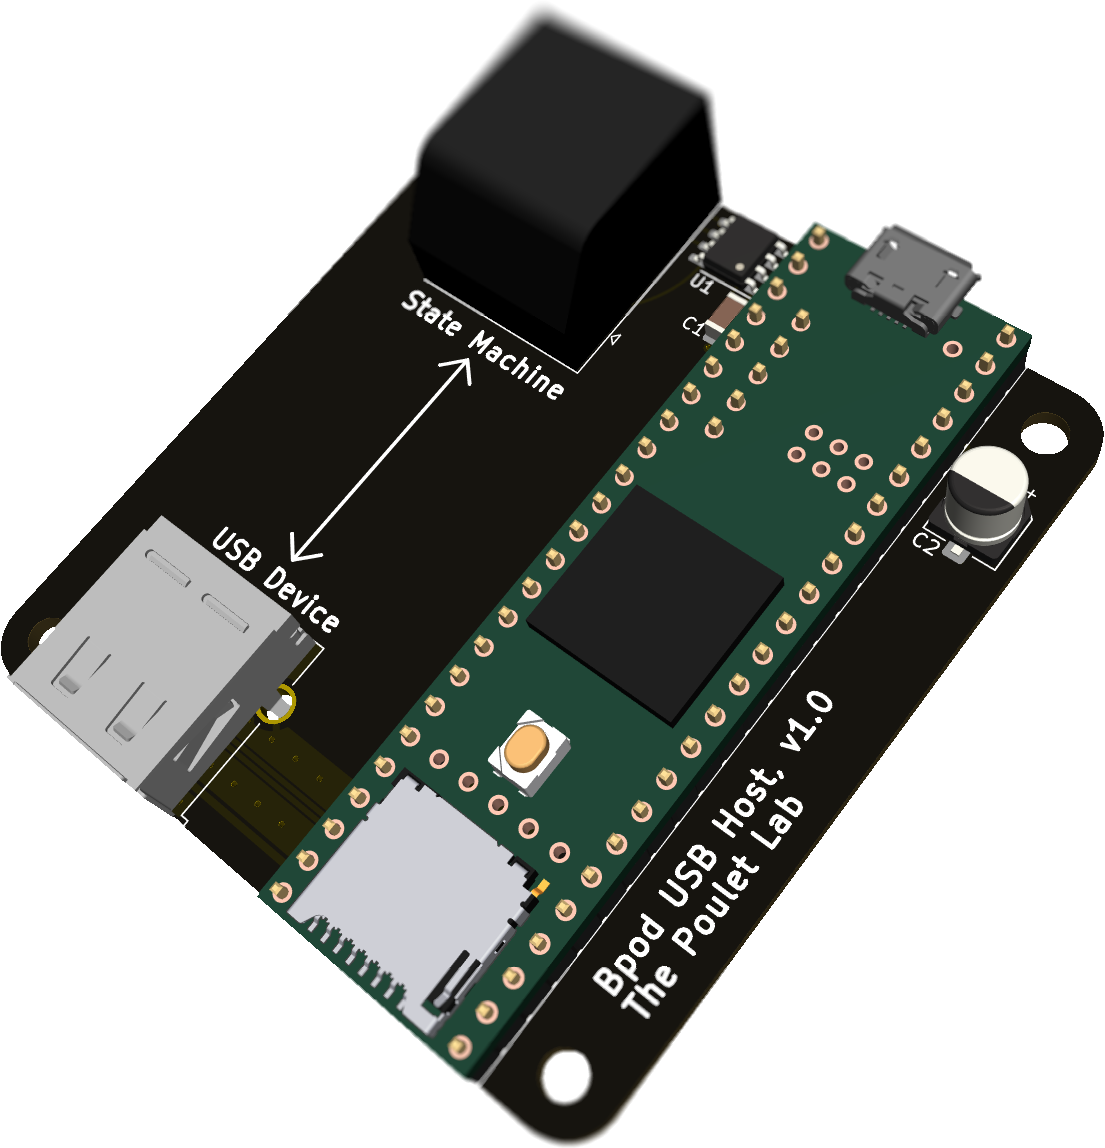 State Machine
U1
C1
+
C2
USB Device
Bpod USB Host, v1.0
The Poulet Lab